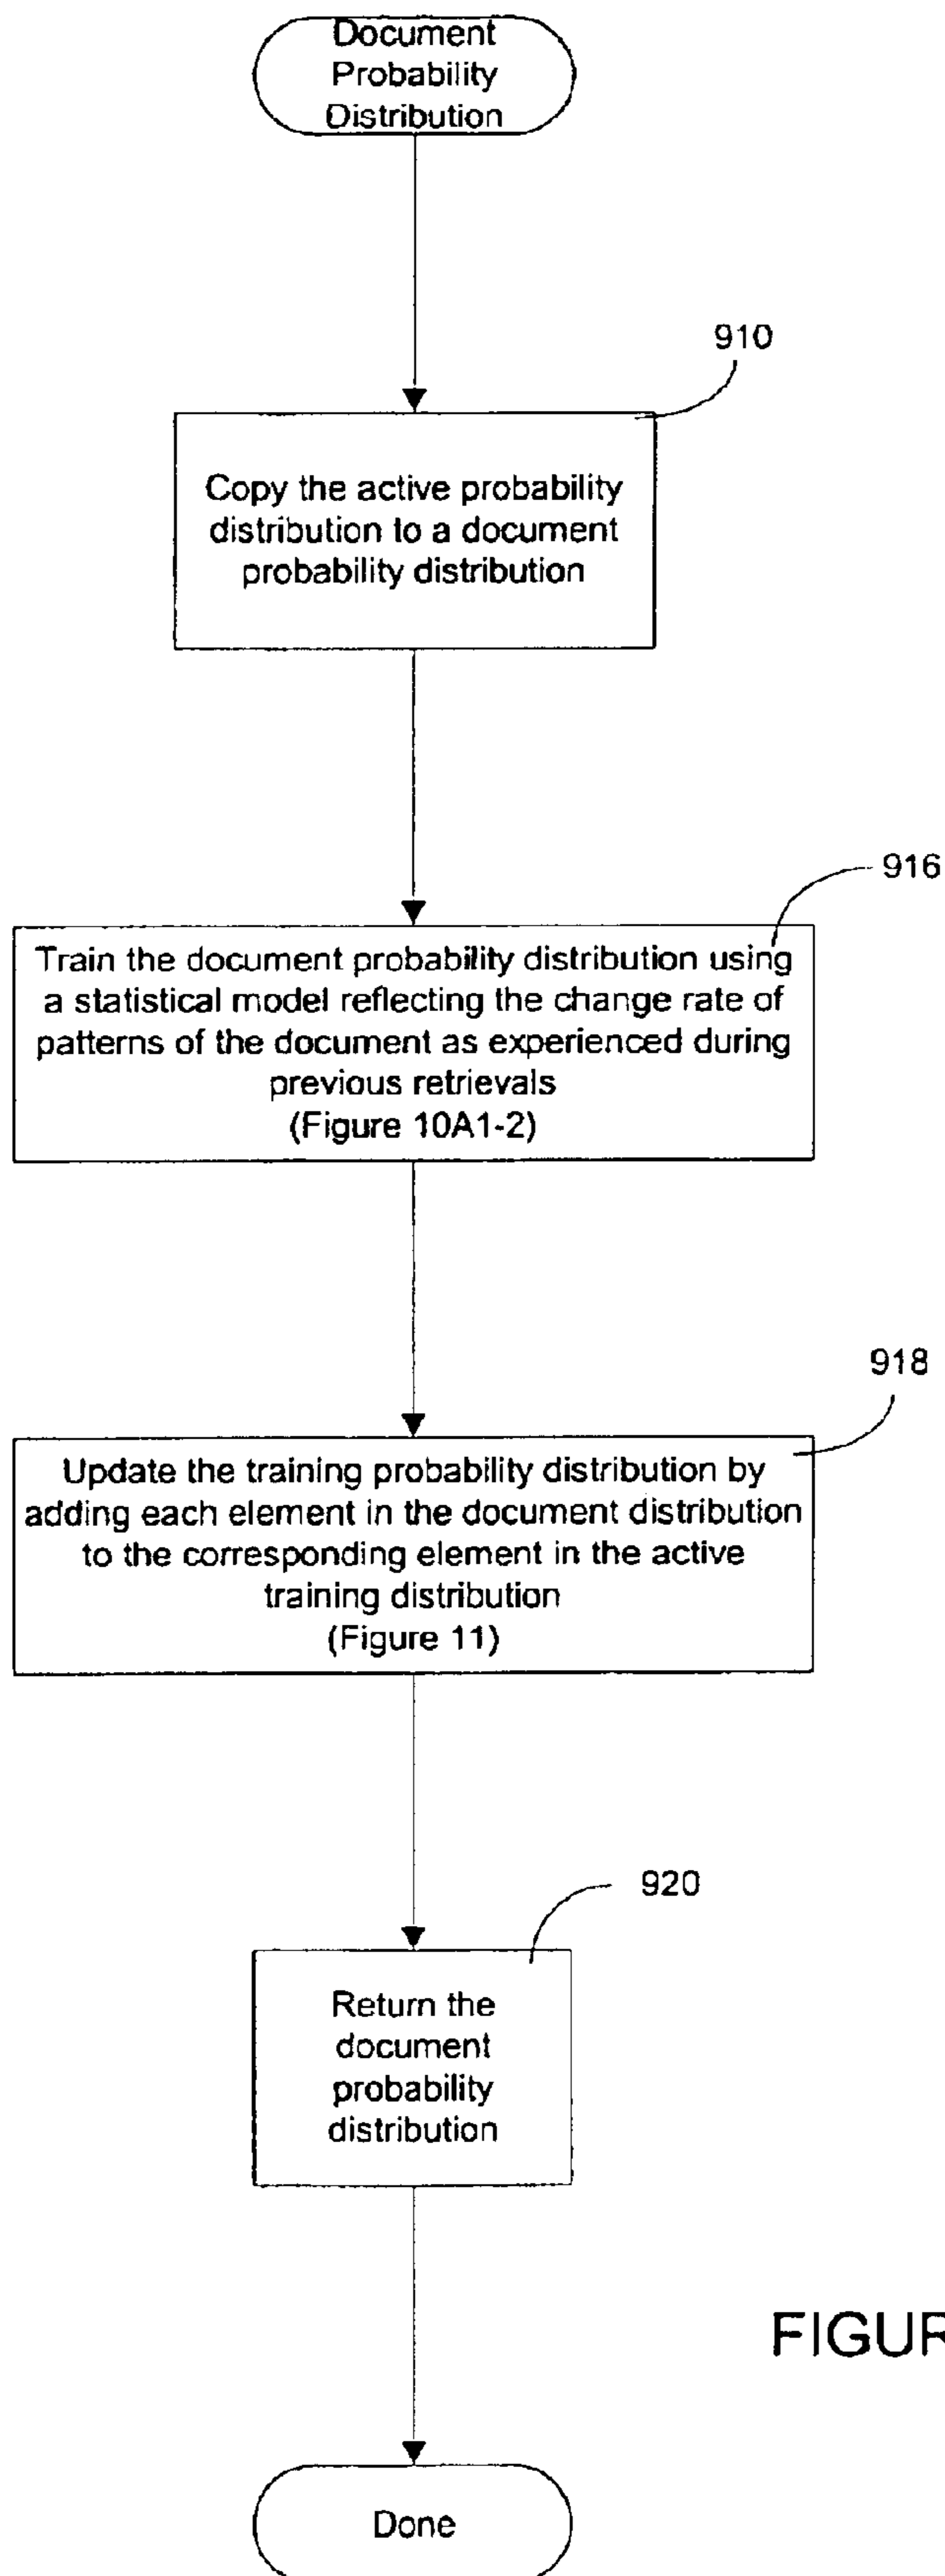 Document
Probability
Distribution
910
Copy the active probability
distribution to a document
probability distribution
916
Train the document probability distribution using
a statistical model reflecting the change rate of
patterns of the document as experienced during
previous retrievals
(Figure 10A1-2)
918
Update the training probability distribution by
adding each element in the document distribution
to the corresponding element in the active
training distribution
(Figure 11)
920
Return the
document
probability
distribution
FIGUR
Done